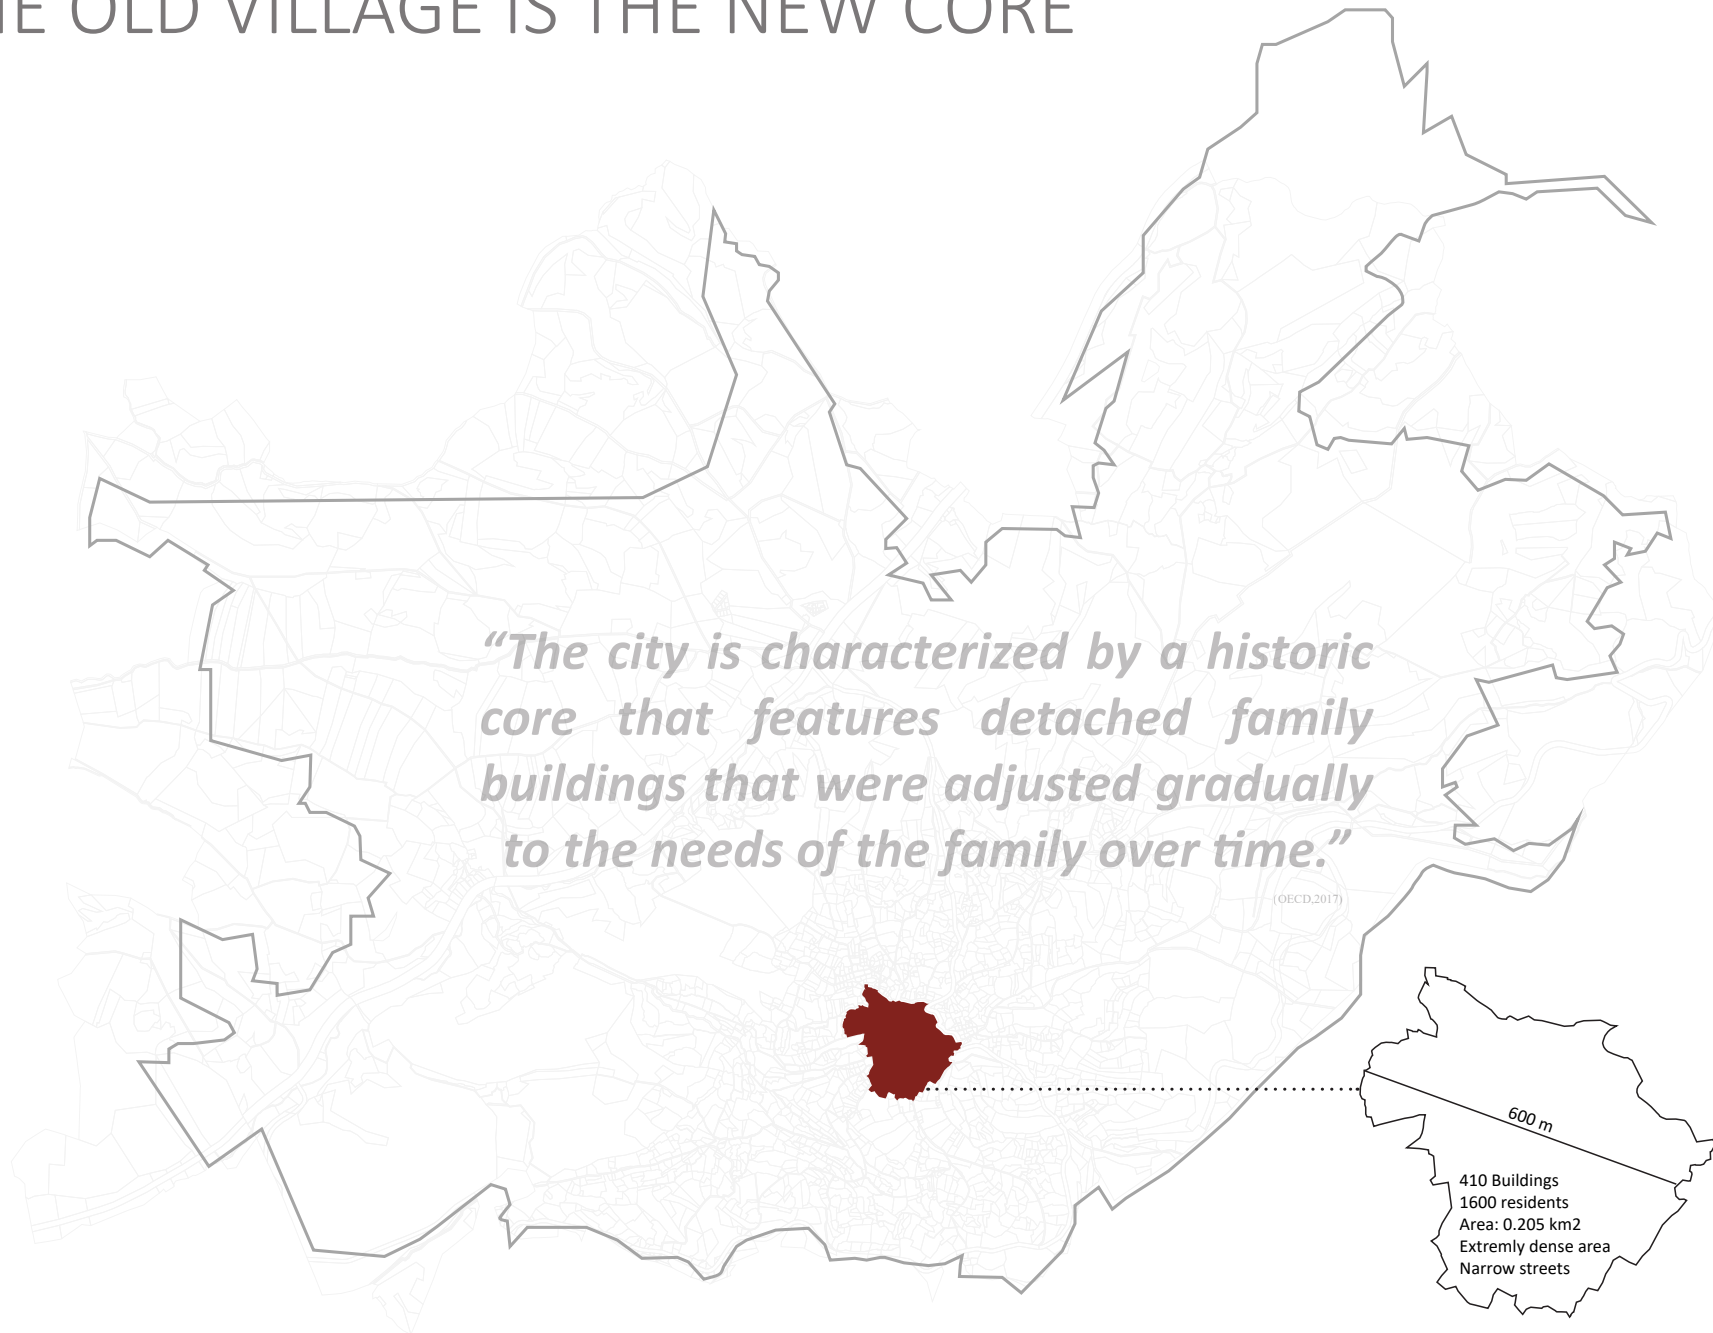 HE OLD VILLAGE IS THE NEW CORE
“The city is characterized by a historic
core that features detached family
buildings that were adjusted gradually
to the needs of the family over time.”
(OECD,2017)
600 m
410 Buildings
1600 residents
Area: 0.205 km2
Extremly dense area
Narrow streets